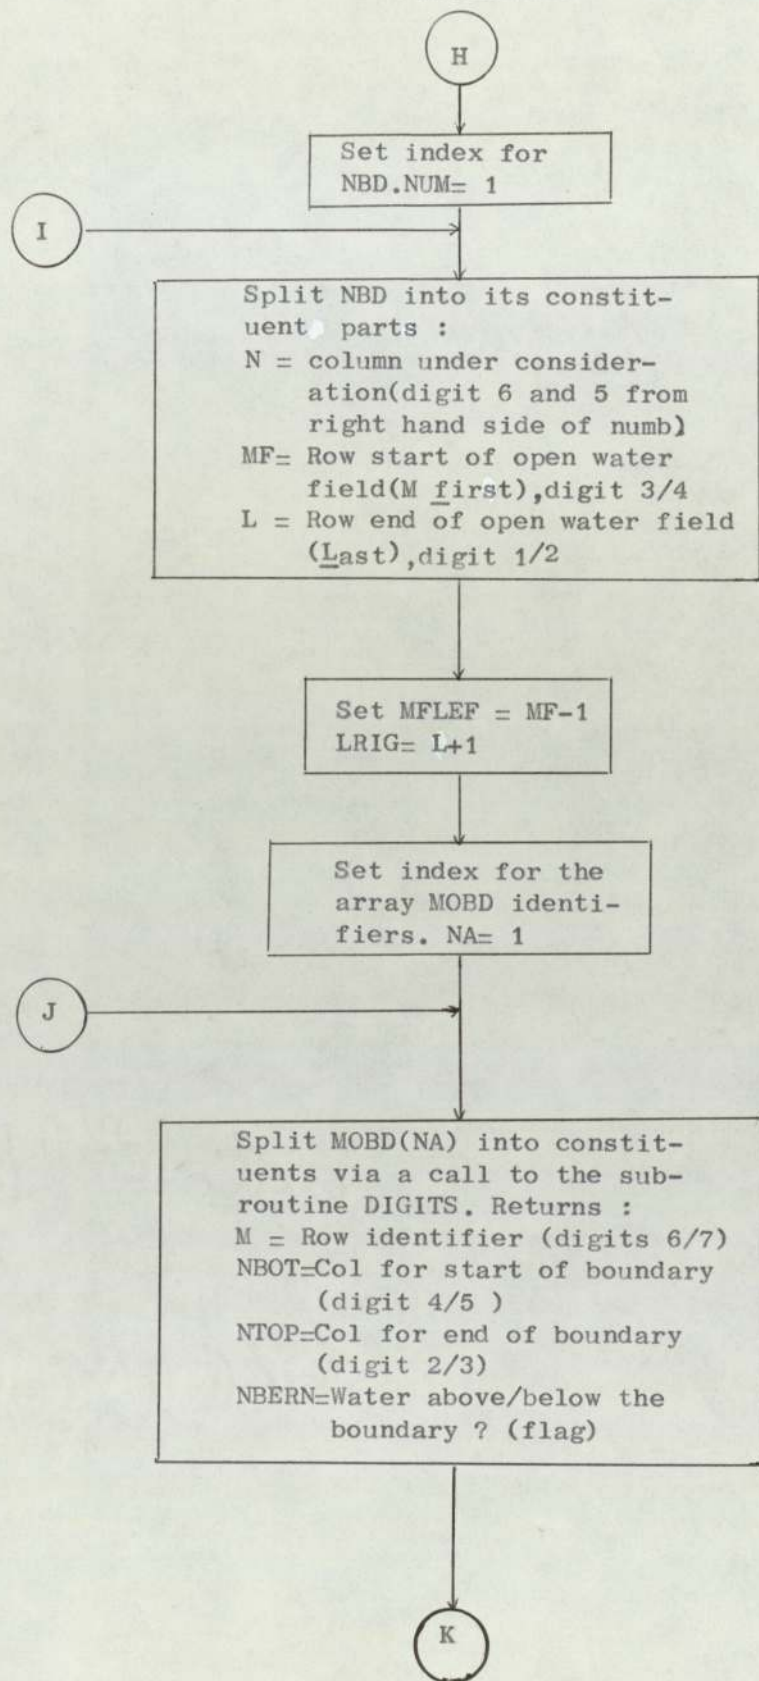 H
Set index for
NBD.NUM= 1
I
Split NBD into its constit-
uent parts :
N = column under consider-
ation(digit 6 and 5 from
right hand side of numb)
MF= Row start of open water
field(M first),digit 3/4
L = Row end of open water field
(Last),digit 1/2
Set MFLEF = MF-1
LRIG= L+1
Set index for the
array MOBD identi-
fiers. NA= 1
J
Split MOBD(NA) into constit-
uents via a call to the sub-
routine DIGITS. Returns :
M = Row identifier (digits 6/7)
NBOT=Col for start of boundary
(digit 4/5 )
NTOP=Col for end of boundary
(digit 2/3)
NBERN=Water above/below the
boundary ? (flag)
K